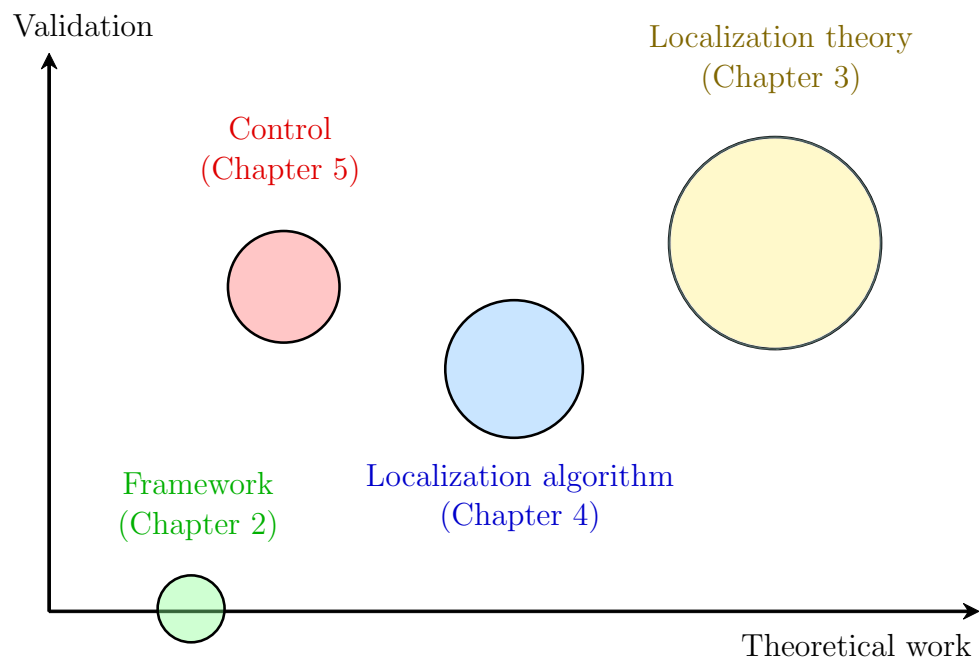 Validation
Localization theory
(Chapter 3)
Control
(Chapter 5)
Localization algorithm
(Chapter 4)
Framework
(Chapter 2)
Theoretical work